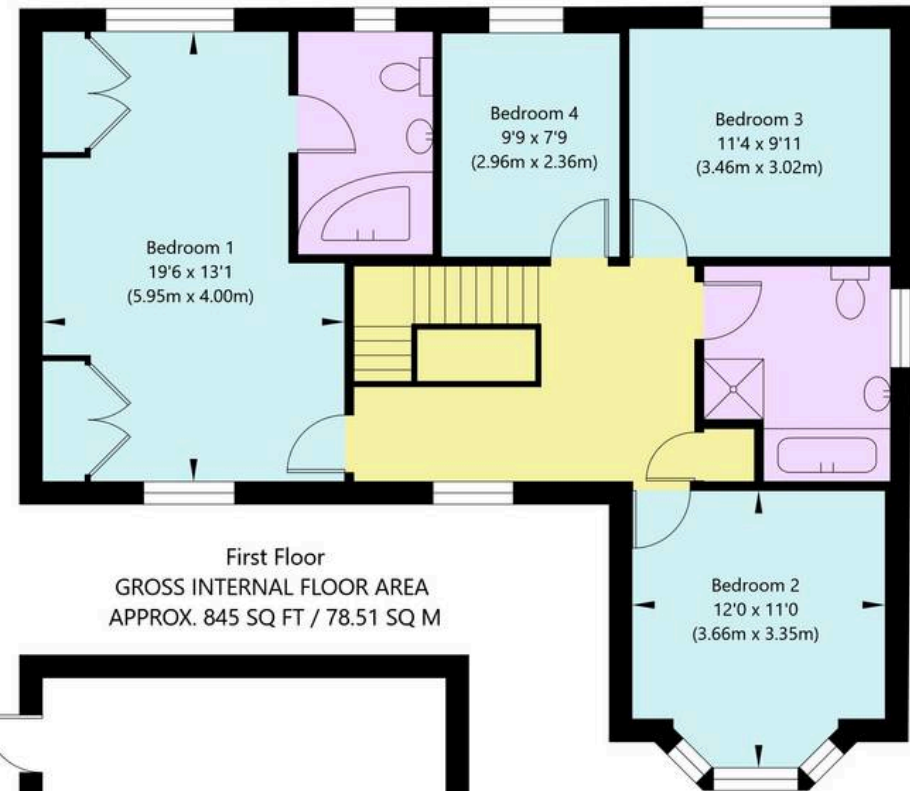 Bedroom 4
9'9 x 7'9
(2.96m x 2.36m)
Bedroom 3
11'4 x 9'11
(3.46m x 3.02m)
Bedroom 1
19'6 x 13'1
(5.95m x 4.00m)
First Floor
GROSS INTERNAL FLOOR AREA
APPROX. 845 SQ FT / 78.51 SQ M
Bedroom 2
12'0 x 11'0
(3.66m x 3.35m)